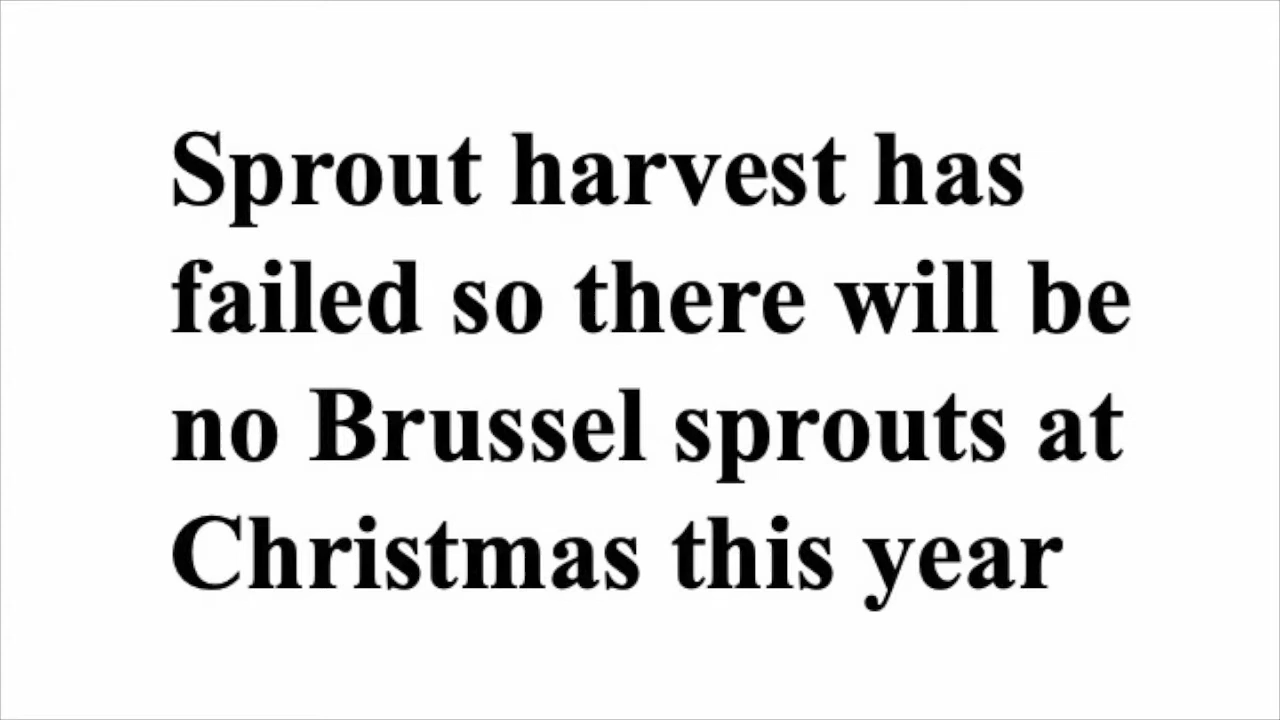 Sprout harvest has
failed so there will be
no Brussel sprouts at
Christmas this year